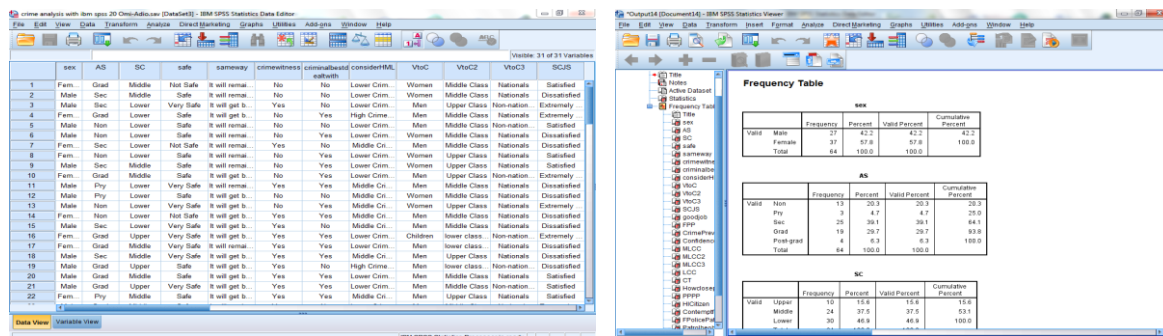 crime analysis with ibm spss 20 Omi-Adio.sav [DataSet3] - IBM SPSS Statistics Data Editor
File Edit View Data Transform Analyze Direct Marketing Graphs Utilities Add-ons Window Help
Visible: 31 of 31 Variables
sex AS SC safe sameway crimewitness criminalbestd ealtwith considerHML VtoC VtoC2 VtoC3 SCJS
1 Fem... Grad Middle Not Safe It will remai... No No Lower Crim... Women Middle Class Nationals Satisfied
2 Male Sec Middle Safe It will remai... No No Lower Crim... Men Middle Class Nationals Dissatisfied
3 Male Sec Lower Very Safe It will get b... Yes No Lower Crim... Men Upper Class Non-nation... Extremely ...
4 Fem... Grad Lower Safe It will get b... No Yes High Crime... Men Middle Class Nationals Extremely ...
5 Male Non Lower Safe It will remai... No No Lower Crim... Men Middle Class Non-nation... Satisfied
6 Male Non Lower Safe It will remai... No Yes Lower Crim... Women Middle Class Nationals Dissatisfied
7 Fem... Sec Lower Not Safe It will remai... Yes No Middle Cri... Men Middle Class Nationals Dissatisfied
8 Fem... Non Lower Safe It will get b... No Yes Lower Crim... Women Upper Class Nationals Satisfied
9 Male Sec Middle Safe It will get b... No No Lower Crim... Men Upper Class Nationals Satisfied
10 Fem... Grad Middle Safe It will get b... No Yes Lower Crim... Men Upper Class Non-nation... Dissatisfied
11 Male Pry Lower Very Safe It will remai... Yes Yes Middle Cri... Men Middle Class Nationals Dissatisfied
12 Male Pry Lower Safe It will get b... No Yes Middle Cri... Women Middle Class Nationals Dissatisfied
13 Male Non Lower Very Safe It will get b... No Yes Lower Crim... Women Upper Class Nationals Extremely ...
14 Male Non Lower Not Safe It will get b... Yes Yes Middle Cri... Men Middle Class Nationals Dissatisfied
15 Fem... Non Lower Safe It will remai... Yes Yes Middle Cri... Men Middle Class Nationals Dissatisfied
16 Fem... Grad Upper Very Safe It will get b... Yes Yes Lower Crim... Children lower class... Non-nation... Extremely ...
17 Fem... Grad Middle Very Safe It will remai... Yes Yes Lower Crim... Men lower class... Nationals Dissatisfied
18 Male Sec Middle Very Safe It will get b... Yes Yes Middle Cri... Men Middle Class Nationals Dissatisfied
19 Male Grad Upper Safe It will get b... Yes No High Crime... Men lower class... Non-nation... Dissatisfied
20 Male Grad Middle Safe It will get b... Yes Yes Lower Crim... Men Middle Class Nationals Satisfied
21 Male Grad Upper Very Safe It will get b... Yes Yes Lower Crim... Men Middle Class Non-nation... Satisfied
22 Fem... Pry Middle Safe It will get b... Yes Yes Middle Cri... Men Upper Class Nationals Satisfied
Data View Variable View
*Output14 [Document14] - IBM SPSS Statistics Viewer
File Edit View Data Transform Insert Format Analyze Direct Marketing Graphs Utilities Add-ons Window Help
Title
Notes
Active Dataset
Statistics
Frequency Tabl
Title
sex
AS
SC
safe
sameway
crimewitne
criminalbe
considerH
VtoC
VtoC2
VtoC3
SCJS
goodjob
FPP
CrimePrev
Confidenc
MLCC
MLCC2
MLCC3
LCC
CT
Howdoser
PPPP
HICitizen
Contemptf
FPolicePat
Patrolbest
Frequency Table
sex
Frequency Percent Valid Percent Cumulative Percent
Valid Male 27 42.2 42.2 42.2
Female 37 57.8 57.8 100.0
Total 64 100.0 100.0
AS
Frequency Percent Valid Percent Cumulative Percent
Valid Non 13 20.3 20.3 20.3
Pry 3 4.7 4.7 25.0
Sec 25 39.1 39.1 64.1
Grad 19 29.7 29.7 93.8
Post-grad 4 6.3 6.3 100.0
Total 64 100.0 100.0
SC
Frequency Percent Valid Percent Cumulative Percent
Valid Upper 10 15.6 15.6 15.6
Middle 24 37.5 37.5 53.1
Lower 30 46.9 46.9 100.0